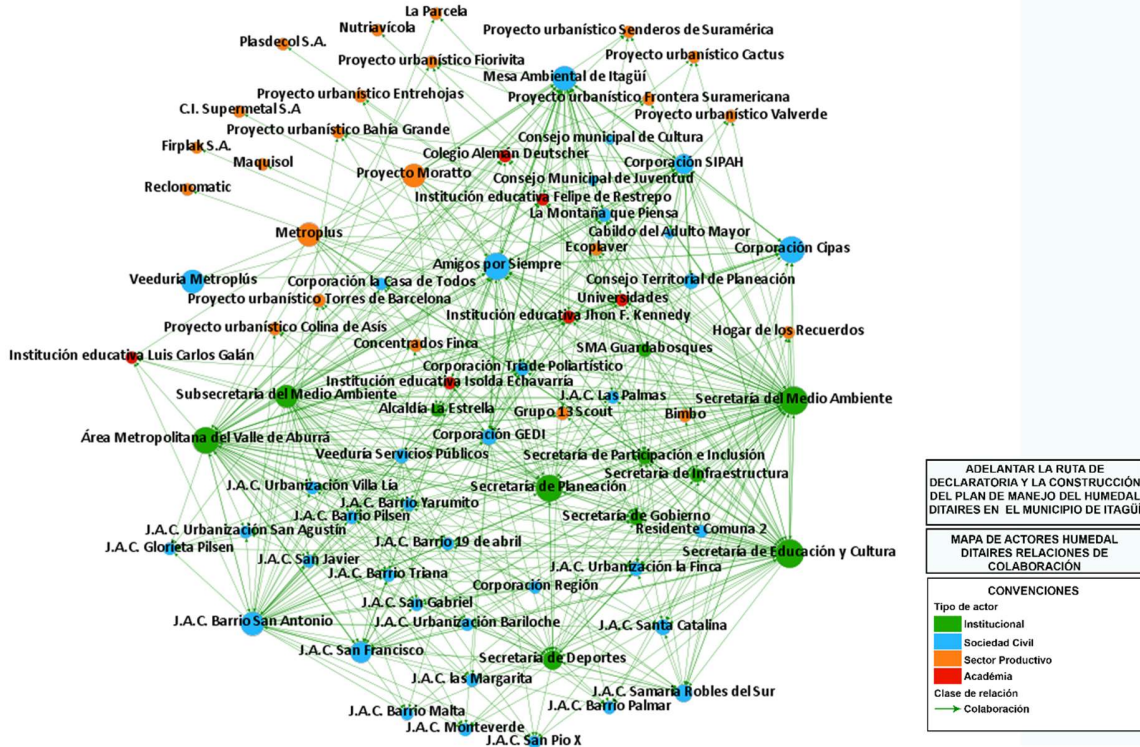 La Parcela
Nutriavícola
Proyecto urbanístico Senderos de Suramérica
Plasdecol S.A.
Proyecto urbanístico Fiorivita
Proyecto urbanístico Cactus
Mesa Ambiental de Itagüí
Proyecto urbanístico Entrehojas
Proyecto urbanístico Frontera Suramericana
C.I. Supermetal S.A
Proyecto urbanístico Valverde
Proyecto urbanístico Bahía Grande
Consejo municipal de Cultura
Firplak S.A.
Colegio Alemán Deutscher
Maquisol
Corporación SIPAH
Proyecto Moratto
Consejo Municipal de Juventud
Reclonomatic
Institución educativa Felipe de Restrepo
La Montaña que Piensa
Metroplus
Cabildo del Adulto Mayor
Ecoplaver
Corporación Cipas
Amigos por Siempre
Veeduria Metroplús
Corporación la Casa de Todos
Consejo Territorial de Planeación
Proyecto urbanístico Torres de Barcelona
Universidades
Institución educativa Jhon F. Kennedy
Proyecto urbanístico Colina de Asís
Hogar de los Recuerdos
Concentrados Finca
SMA Guardabosques
Institución educativa Luis Carlos Galán
Corporación Tríade Poliartístico
Institución educativa Isolda Echavarría
Subsecretaria del Medio Ambiente
J.A.C. Las Palmas
Secretaría del Medio Ambiente
Alcaldía La Estrella
Grupo 13 Scout
Bimbo
Área Metropolitana del Valle de Aburrá
Corporación GEDI
Veeduría Servicios Públicos
Secretaría de Participación e Inclusión
Secretaría de Infraestructura
J.A.C. Urbanización Villa Lía
Secretaría de Planeación
J.A.C. Barrio Yarumito
J.A.C. Barrio Pilsen
Secretaría de Gobierno
J.A.C. Urbanización San Agustín
Residente Comuna 2
J.A.C. Barrio 19 de abril
J.A.C. Glorieta Pilsen
Secretaría de Educación y Cultura
J.A.C. San Javier
J.A.C. Urbanización la Finca
J.A.C. Barrio Triana
Corporación Región
J.A.C. San Gabriel
J.A.C. Barrio San Antonio
J.A.C. Urbanización Bariloche
J.A.C. Santa Catalina
J.A.C. San Francisco
Secretaría de Deportes
J.A.C. las Margarita
J.A.C. Samaria Robles del Sur
J.A.C. Barrio Palmar
J.A.C. Barrio Malta
J.A.C. Monteverde
J.A.C. San Pio X
ADELANTAR LA RUTA DE
DECLARATORIA Y LA CONSTRUCCIÓN
DEL PLAN DE MANEJO DEL HUMEDAL
DITAIRES EN EL MUNICIPIO DE ITAGÜÍ
MAPA DE ACTORES HUMEDAL
DITAIRES RELACIONES DE
COLABORACIÓN
CONVENCIONES
Tipo de actor
Institucional
Sociedad Civil
Sector Productivo
Académia
Clase de relación
Colaboración